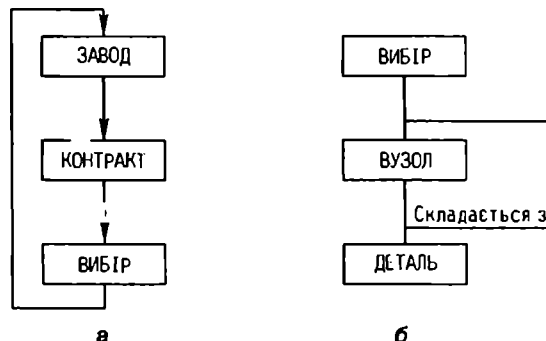 ЗАВОД
КОНТРАКТ
ВИБІР
а
ВИБІР
ВУЗОЛ
Складається з
ДЕТАЛЬ
б